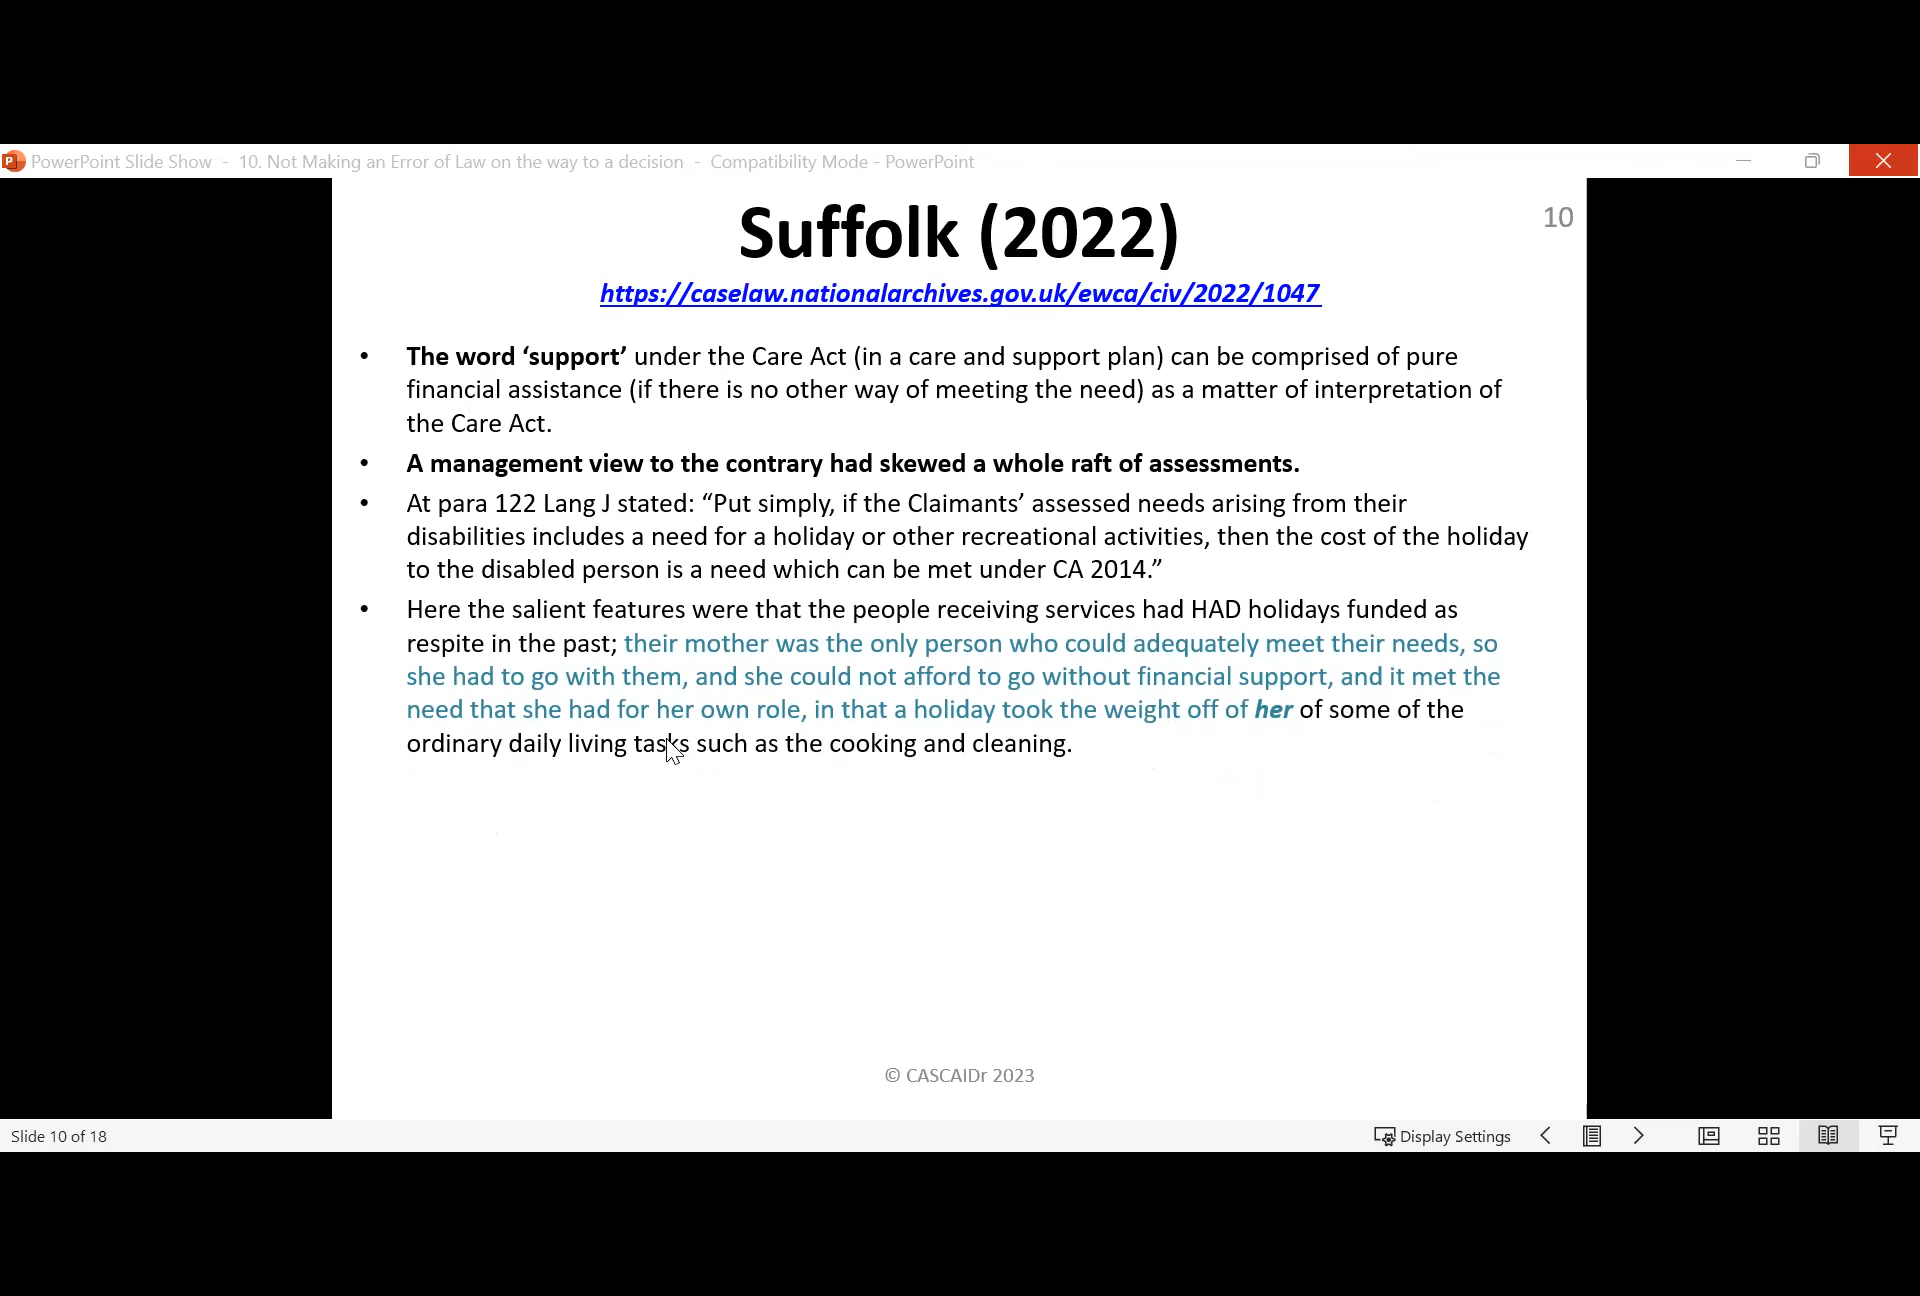 PowerPoint Slide Show - 10. Not Making an Error of Law on the way to a decision - Compatibility Mode - PowerPoint
Suffolk (2022)
10
https://caselaw.nationalarchives.gov.uk/ewca/civ/2022/1047
• The word ‘support’ under the Care Act (in a care and support plan) can be comprised of pure
financial assistance (if there is no other way of meeting the need) as a matter of interpretation of
the Care Act.
• A management view to the contrary had skewed a whole raft of assessments.
• At para 122 Lang J stated: “Put simply, if the Claimants’ assessed needs arising from their
disabilities includes a need for a holiday or other recreational activities, then the cost of the holiday
to the disabled person is a need which can be met under CA 2014.”
• Here the salient features were that the people receiving services had HAD holidays funded as
respite in the past; their mother was the only person who could adequately meet their needs, so
she had to go with them, and she could not afford to go without financial support, and it met the
need that she had for her own role, in that a holiday took the weight off of her of some of the
ordinary daily living tasks such as the cooking and cleaning.
© CASCAIDr 2023
Slide 10 of 18
Display Settings